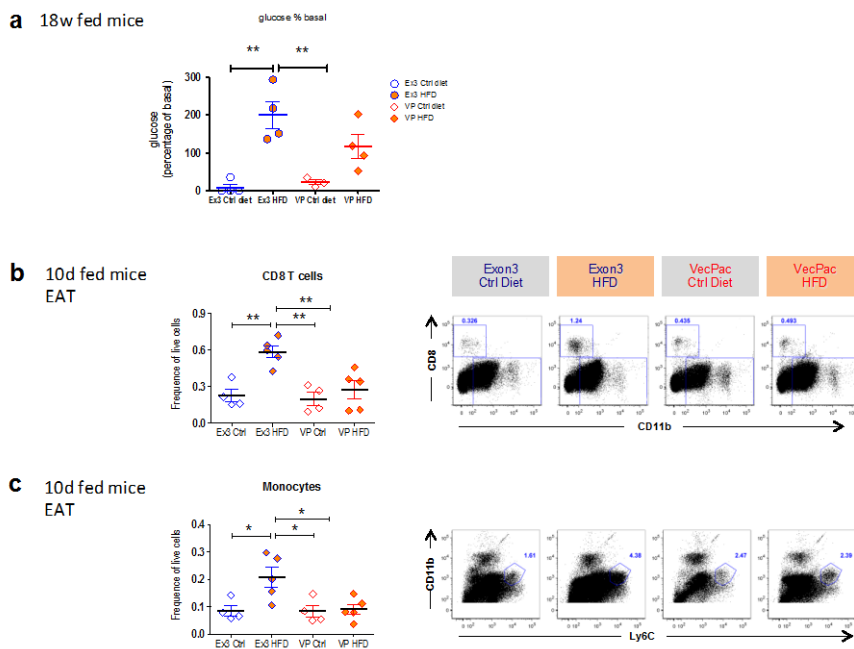 a
18w fed mice
glucose % basal
**
**
300
200
100
0
glucose
(percentage of basal)
Ex3 Ctrl diet
Ex3 HFD
VP Ctrl diet
VP HFD
Ex3 Ctrl diet
Ex3 HFD
VP Ctrl diet
VP HFD
b
10d fed mice
EAT
CD8 T cells
**
**
**
0.9
0.6
0.3
0.0
Frequence of live cells
Ex3 Ctrl
Ex3 HFD
VP Ctrl
VP HFD
Exon3
Ctrl Diet
Exon3
HFD
VecPac
Ctrl Diet
VecPac
HFD
0.326
1.24
0.435
0.493
CD8
CD11b
c
10d fed mice
EAT
Monocytes
*
*
*
0.4
0.3
0.2
0.1
0.0
Frequence of live cells
Ex3 Ctrl
Ex3 HFD
VP Ctrl
VP HFD
1.61
4.38
2.47
2.39
CD11b
Ly6C